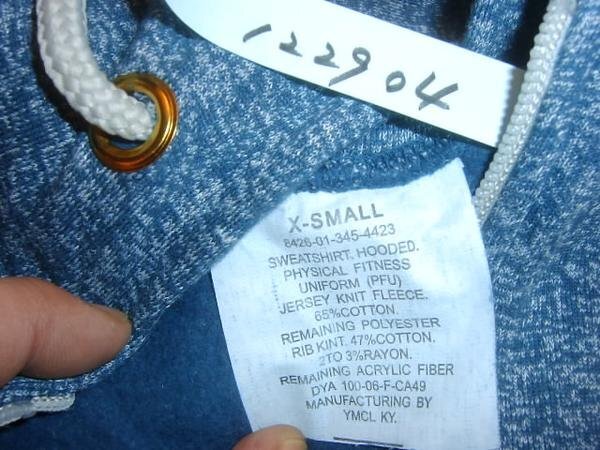 122904
X-SMALL
8426-01-345-4423
SWEATSHIRT. HOODED.
PHYSICAL FITNESS
UNIFORM (PFU)
JERSEY KNIT FLEECE.
65%COTTON.
REMAINING POLYESTER
RIB KINT. 47%COTTON.
2TO 3%RAYON.
REMAINING ACRYLIC FIBER
DYA 100-06-F-CA49
MANUFACTURING BY
YMCL KY.